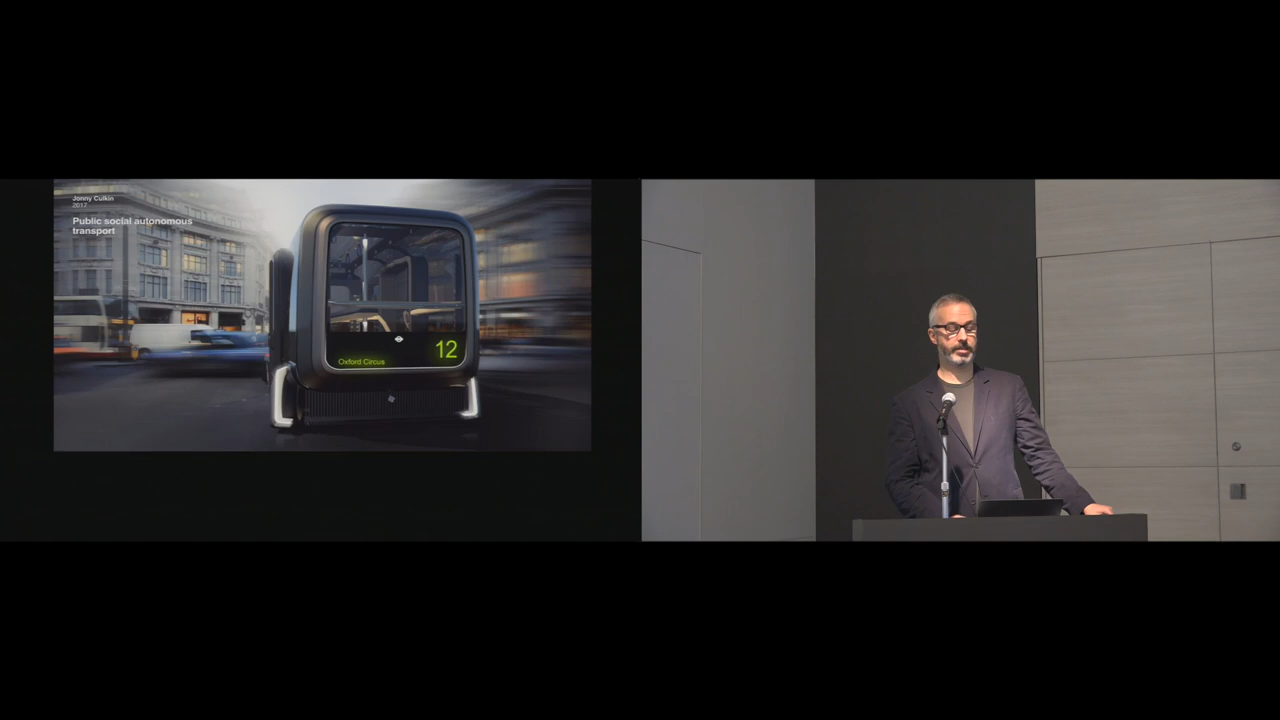 Jonny Culkin
2017
Public social autonomous
transport
12
Oxford Circus